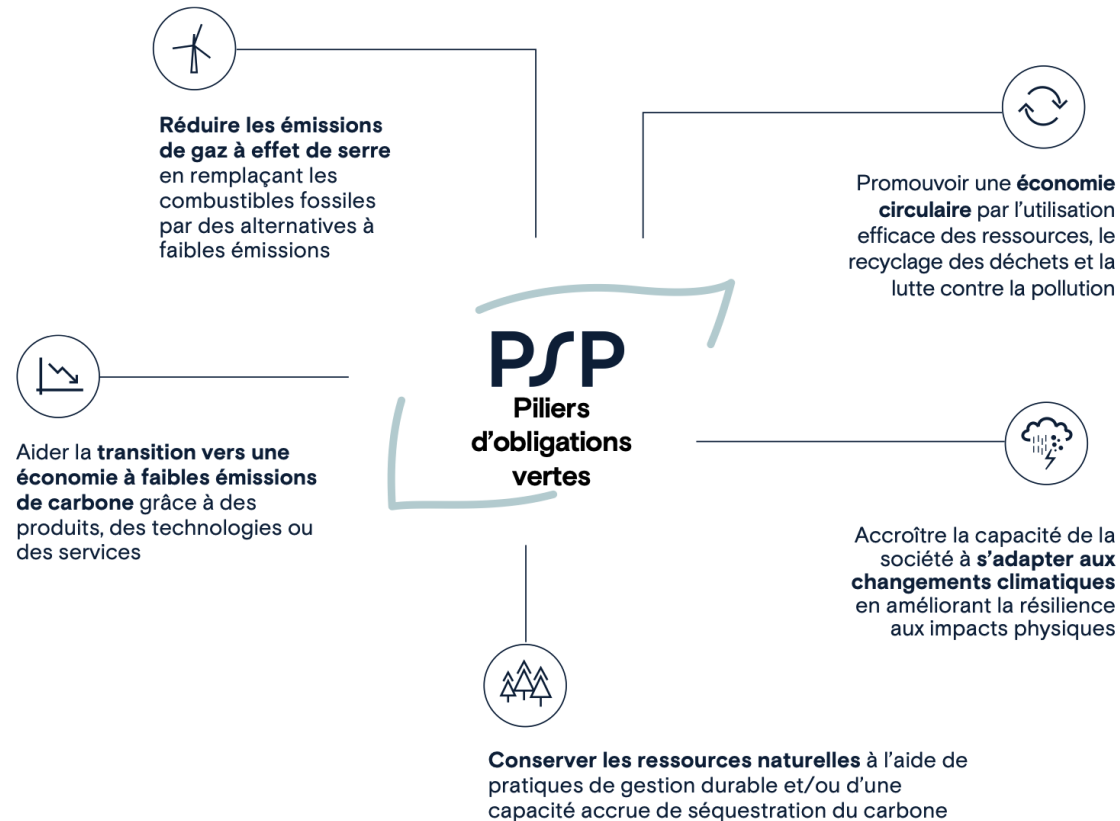 Réduire les émissions
de gaz à effet de serre
en remplaçant les
combustibles fossiles
par des alternatives à
faibles émissions
Promouvoir une économie
circulaire par l’utilisation
efficace des ressources, le
recyclage des déchets et la
lutte contre la pollution
PSP
Piliers
d’obligations
vertes
Aider la transition vers une
économie à faibles émissions
de carbone grâce à des
produits, des technologies ou
des services
Accroître la capacité de la
société à s’adapter aux
changements climatiques
en améliorant la résilience
aux impacts physiques
Conserver les ressources naturelles à l’aide de
pratiques de gestion durable et/ou d’une
capacité accrue de séquestration du carbone